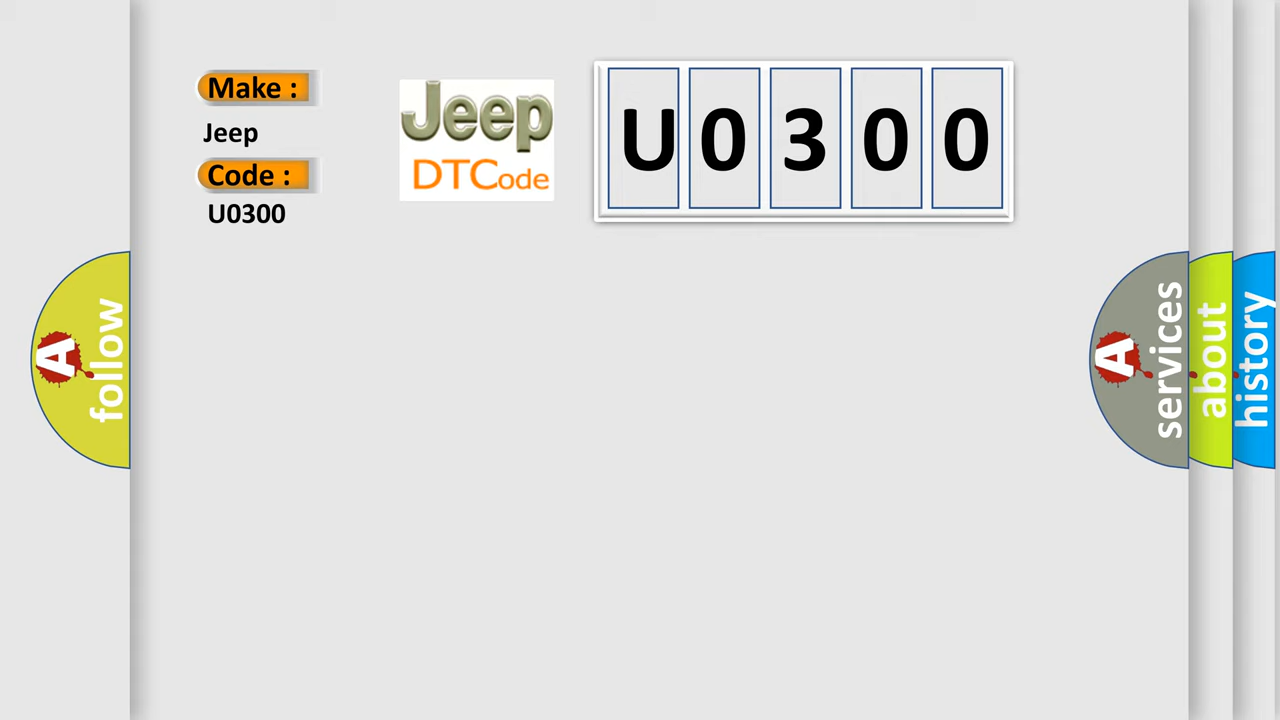 Make :
Jeep
Code :
U0300
Jeep
DTCode
U0300
A follow
A services
about
history